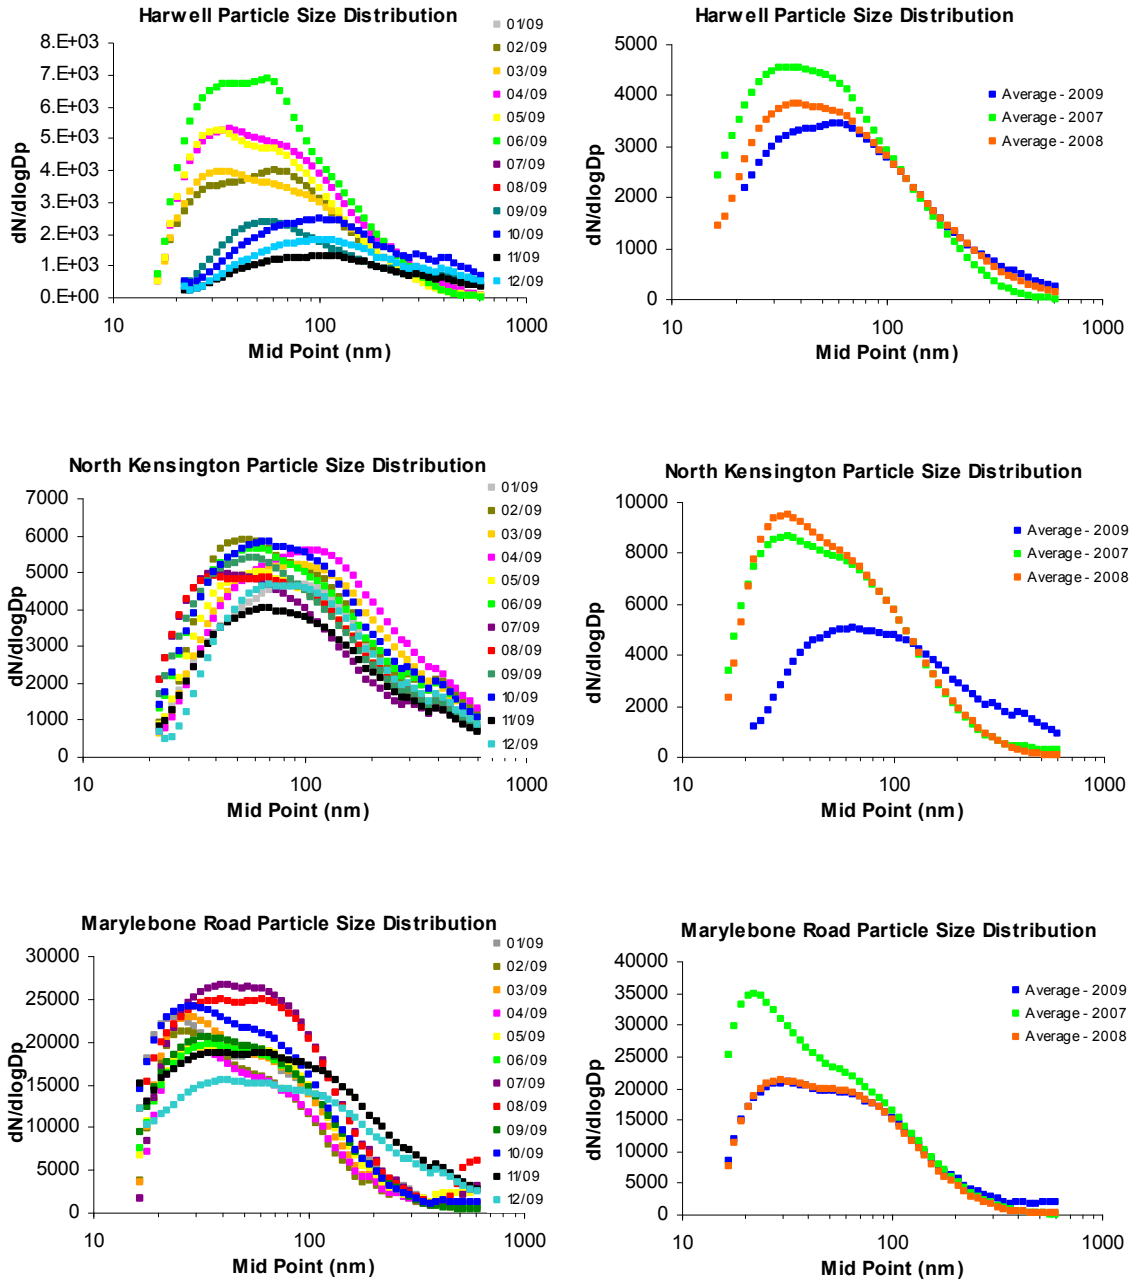 Harwell Particle Size Distribution
8.E+03
7.E+03
6.E+03
5.E+03
4.E+03
3.E+03
2.E+03
1.E+03
0.E+00
dN/dlogDp
10 100 1000
Mid Point (nm)
01/09
02/09
03/09
04/09
05/09
06/09
07/09
08/09
09/09
10/09
11/09
12/09
Harwell Particle Size Distribution
5000
4000
3000
2000
1000
0
dN/dlogDp
10 100 1000
Mid Point (nm)
Average - 2009
Average - 2007
Average - 2008
North Kensington Particle Size Distribution
7000
6000
5000
4000
3000
2000
1000
0
dN/dlogDp
10 100 1000
Mid Point (nm)
01/09
02/09
03/09
04/09
05/09
06/09
07/09
08/09
09/09
10/09
11/09
12/09
North Kensington Particle Size Distribution
10000
8000
6000
4000
2000
0
dN/dlogDp
10 100 1000
Mid Point (nm)
Average - 2009
Average - 2007
Average - 2008
Marylebone Road Particle Size Distribution
30000
25000
20000
15000
10000
5000
0
dN/dlogDp
10 100 1000
Mid Point (nm)
01/09
02/09
03/09
04/09
05/09
06/09
07/09
08/09
09/09
10/09
11/09
12/09
Marylebone Road Particle Size Distribution
40000
35000
30000
25000
20000
15000
10000
5000
0
dN/dlogDp
10 100 1000
Mid Point (nm)
Average - 2009
Average - 2007
Average - 2008